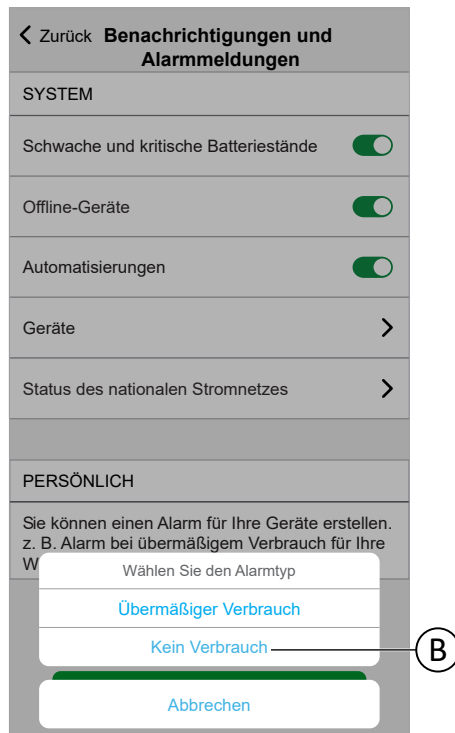 Zurück Benachrichtigungen und
Alarmmeldungen
SYSTEM
Schwache und kritische Batteriestände
Offline-Geräte
Automatisierungen
Geräte
Status des nationalen Stromnetzes
PERSÖNLICH
Sie können einen Alarm für Ihre Geräte erstellen.
z. B. Alarm bei übermäßigem Verbrauch für Ihre
W
Wählen Sie den Alarmtyp
Übermäßiger Verbrauch
Kein Verbrauch
B
Abbrechen